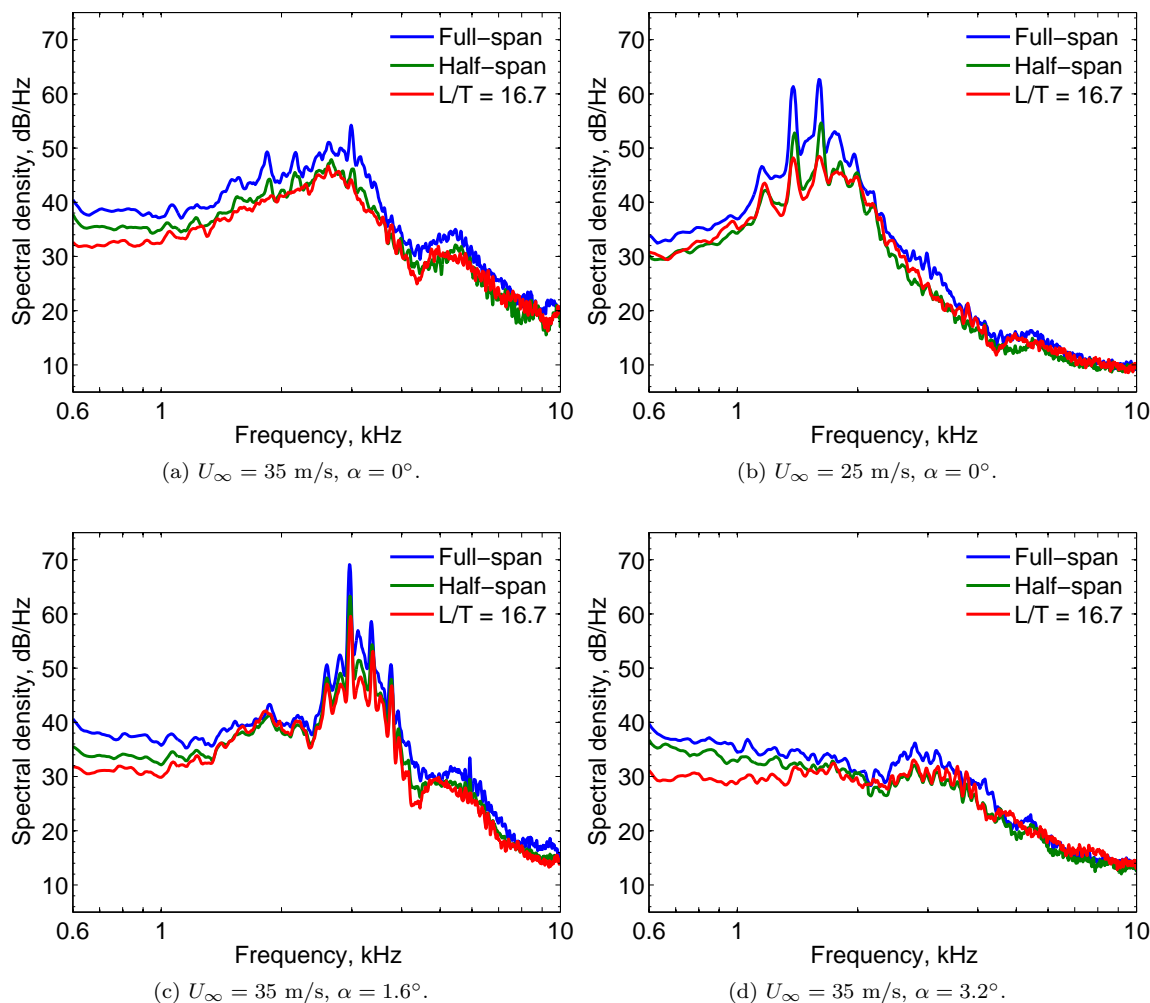 70
60
50
40
30
20
10
Spectral density, dB/Hz
Full−span
Half−span
L/T = 16.7
0.6 1 2 10
Frequency, kHz
(a) U∞ = 35 m/s, α = 0°.
70
60
50
40
30
20
10
Spectral density, dB/Hz
Full−span
Half−span
L/T = 16.7
0.6 1 2 10
Frequency, kHz
(b) U∞ = 25 m/s, α = 0°.
70
60
50
40
30
20
10
Spectral density, dB/Hz
Full−span
Half−span
L/T = 16.7
0.6 1 2 10
Frequency, kHz
(c) U∞ = 35 m/s, α = 1.6°.
70
60
50
40
30
20
10
Spectral density, dB/Hz
Full−span
Half−span
L/T = 16.7
0.6 1 2 10
Frequency, kHz
(d) U∞ = 35 m/s, α = 3.2°.